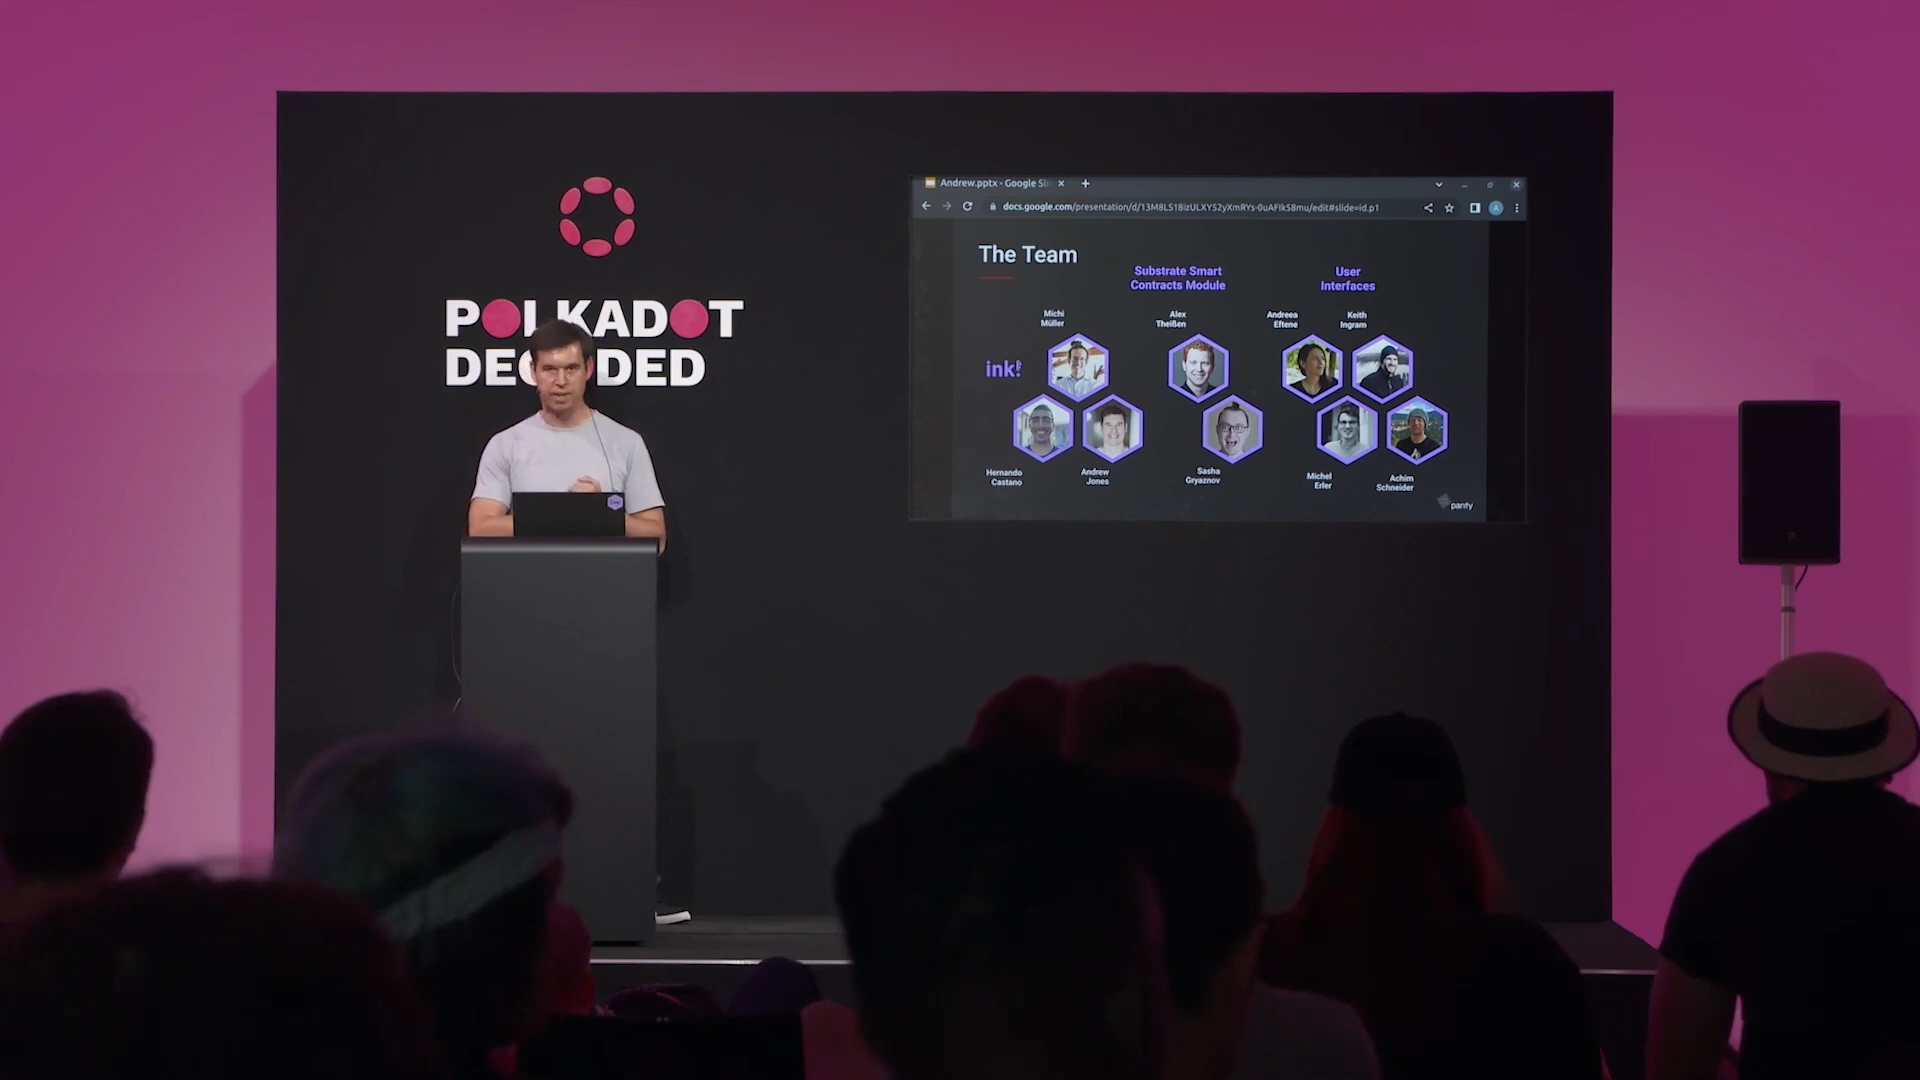 POLKADOT
DECODED
Andrew.pptx - Google Sli
docs.google.com/presentation/d/13M8LS18izULXY52yXmRYs-0uAFIkS8mu/edit#slide=id.p1
A
The Team
Substrate Smart
Contracts Module
User
Interfaces
Michi
Müller
Alex
Theißen
Andreea
Eftene
Keith
Ingram
ink!
Hernando
Castano
Andrew
Jones
Sasha
Gryaznov
Michel
Erler
Achim
Schneider
parity